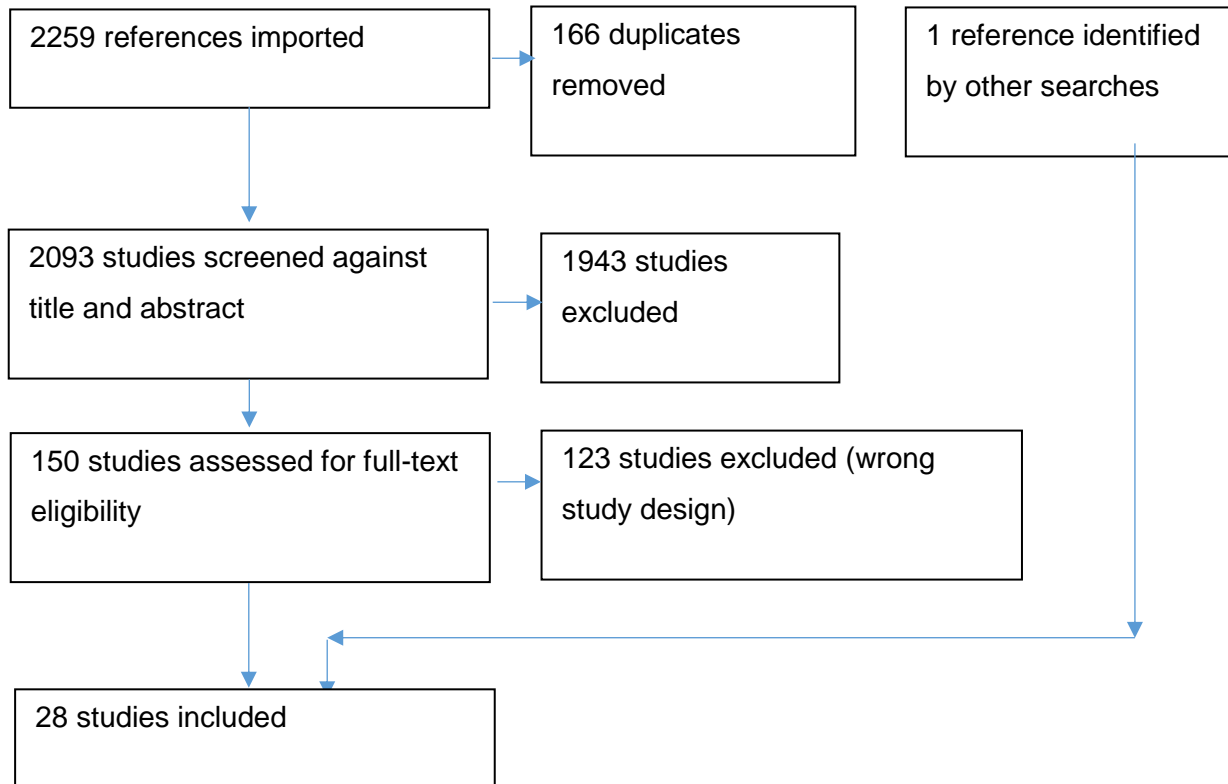 2259 references imported
166 duplicates
removed
1 reference identified
by other searches
2093 studies screened against
title and abstract
1943 studies
excluded
150 studies assessed for full-text
eligibility
123 studies excluded (wrong
study design)
28 studies included